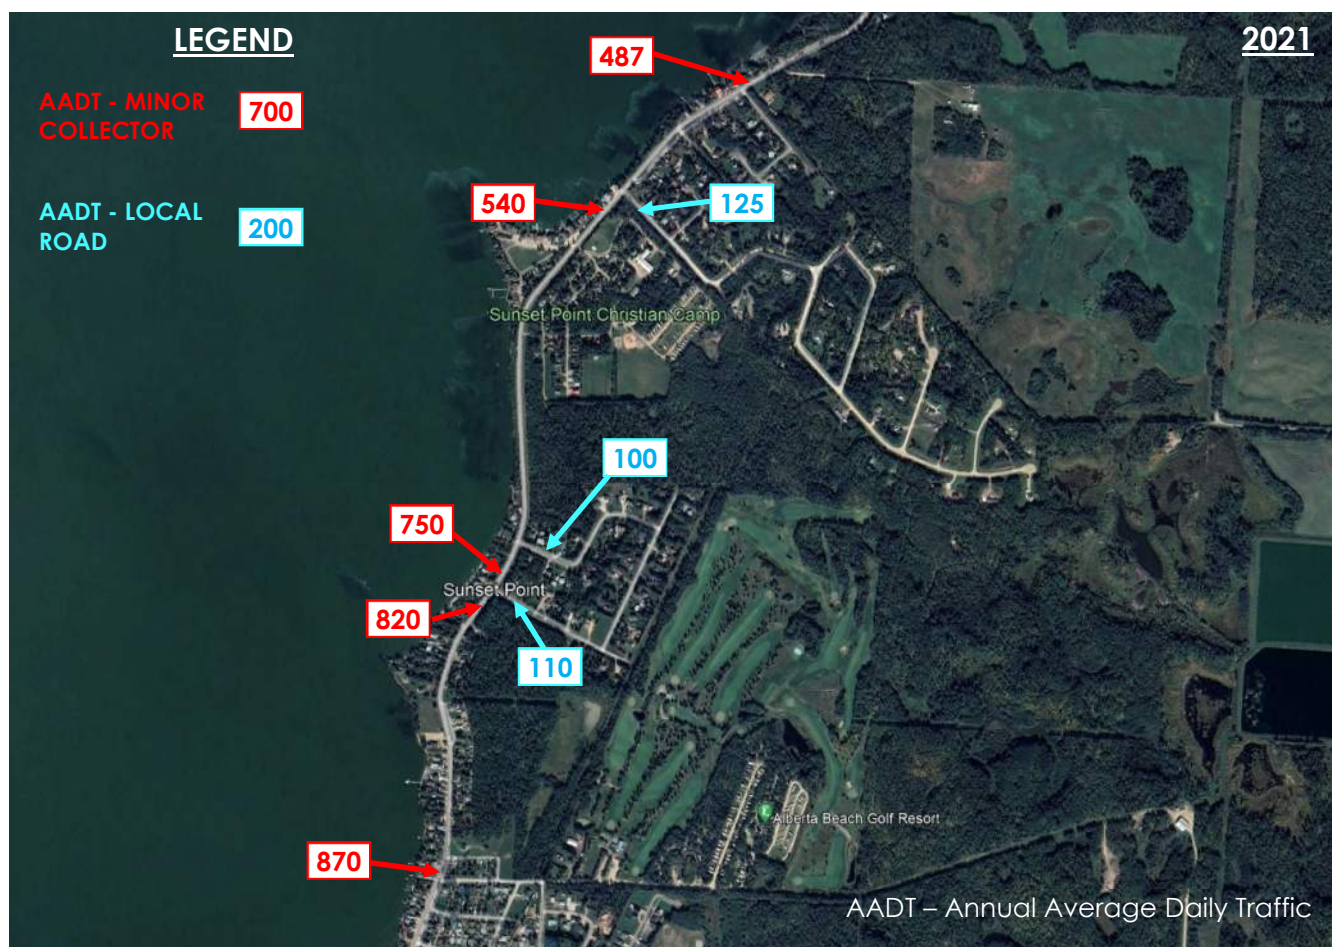 LEGEND
2021
487
AADT - MINOR
COLLECTOR
700
540
125
AADT - LOCAL
ROAD
200
Sunset Point Christian Camp
100
750
Sunset Point
820
110
Alberta Beach Golf Resort
870
AADT – Annual Average Daily Traffic